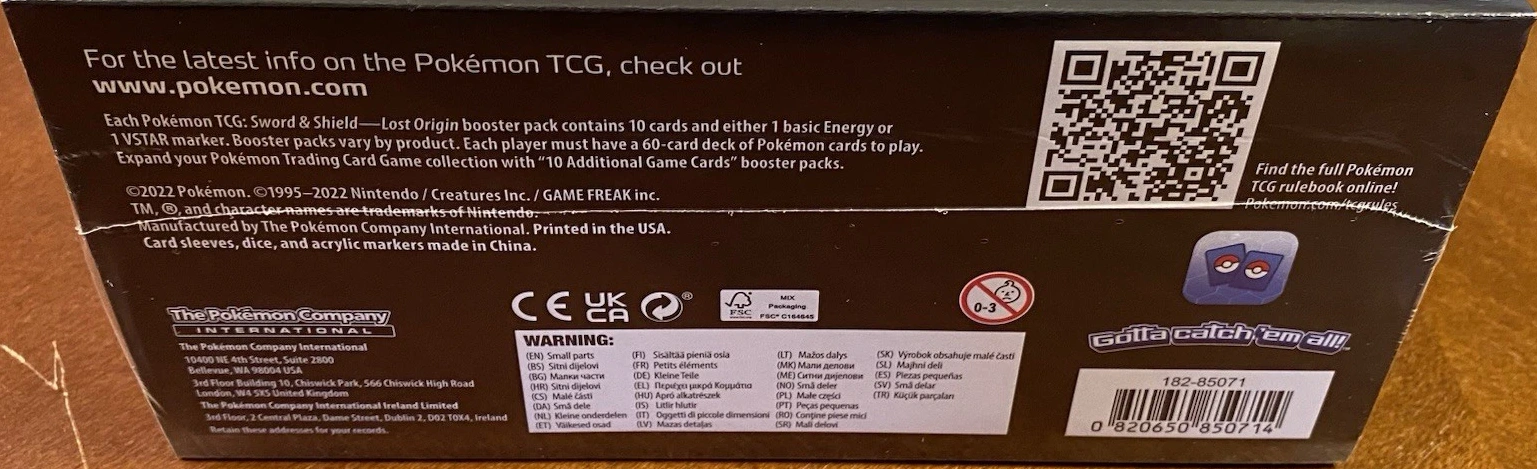 For the latest info on the Pokémon TCG, check out
www.pokemon.com
Each Pokémon TCG: Sword & Shield—Lost Origin booster pack contains 10 cards and either 1 basic Energy or
1 VSTAR marker. Booster packs vary by product. Each player must have a 60-card deck of Pokémon cards to play.
Expand your Pokémon Trading Card Game collection with “10 Additional Game Cards” booster packs.
©2022 Pokémon. ©1995–2022 Nintendo / Creatures Inc. / GAME FREAK inc.
TM, ®, and character names are trademarks of Nintendo.
Manufactured by The Pokémon Company International. Printed in the USA.
Card sleeves, dice, and acrylic markers made in China.
Find the full Pokémon
TCG rulebook online!
Pokemon.com/tcgrules
The Pokémon Company
INTERNATIONAL
The Pokémon Company International
10400 NE 4th Street, Suite 2800
Bellevue, WA 98004 USA
3rd Floor Building 10, Chiswick Park, 566 Chiswick High Road
London, W4 5XS United Kingdom
The Pokémon Company International Ireland Limited
3rd Floor, 2 Central Plaza, Dame Street, Dublin 2, D02 T0X4, Ireland
Retain these addresses for your records.
CE UK CA ®
FSC
MIX
Packaging
FSC® C164645
0-3
WARNING:
(EN) Small parts
(BS) Sitni dijelovi
(BG) Малки части
(HR) Sitni dijelovi
(CS) Malé části
(DA) Små dele
(NL) Kleine onderdelen
(ET) Väikesed osad
(FI) Sisältää pieniä osia
(FR) Petits éléments
(DE) Kleine Teile
(EL) Περιέχει μικρά Κομμάτια
(HU) Apró alkatrészek
(IS) Litlir hlutir
(IT) Oggetti di piccole dimensioni
(LV) Mazas detaļas
(LT) Mažos dalys
(MK) Мали делови
(ME) Ситни дијелови
(NO) Små deler
(PL) Małe części
(PT) Peças pequenas
(RO) Conține piese mici
(SR) Mali delovi
(SK) Výrobok obsahuje malé časti
(SL) Majhni deli
(ES) Piezas pequeñas
(SV) Små delar
(TR) Küçük parçaları
Gotta catch 'em all!
182-85071
0 820650 850714